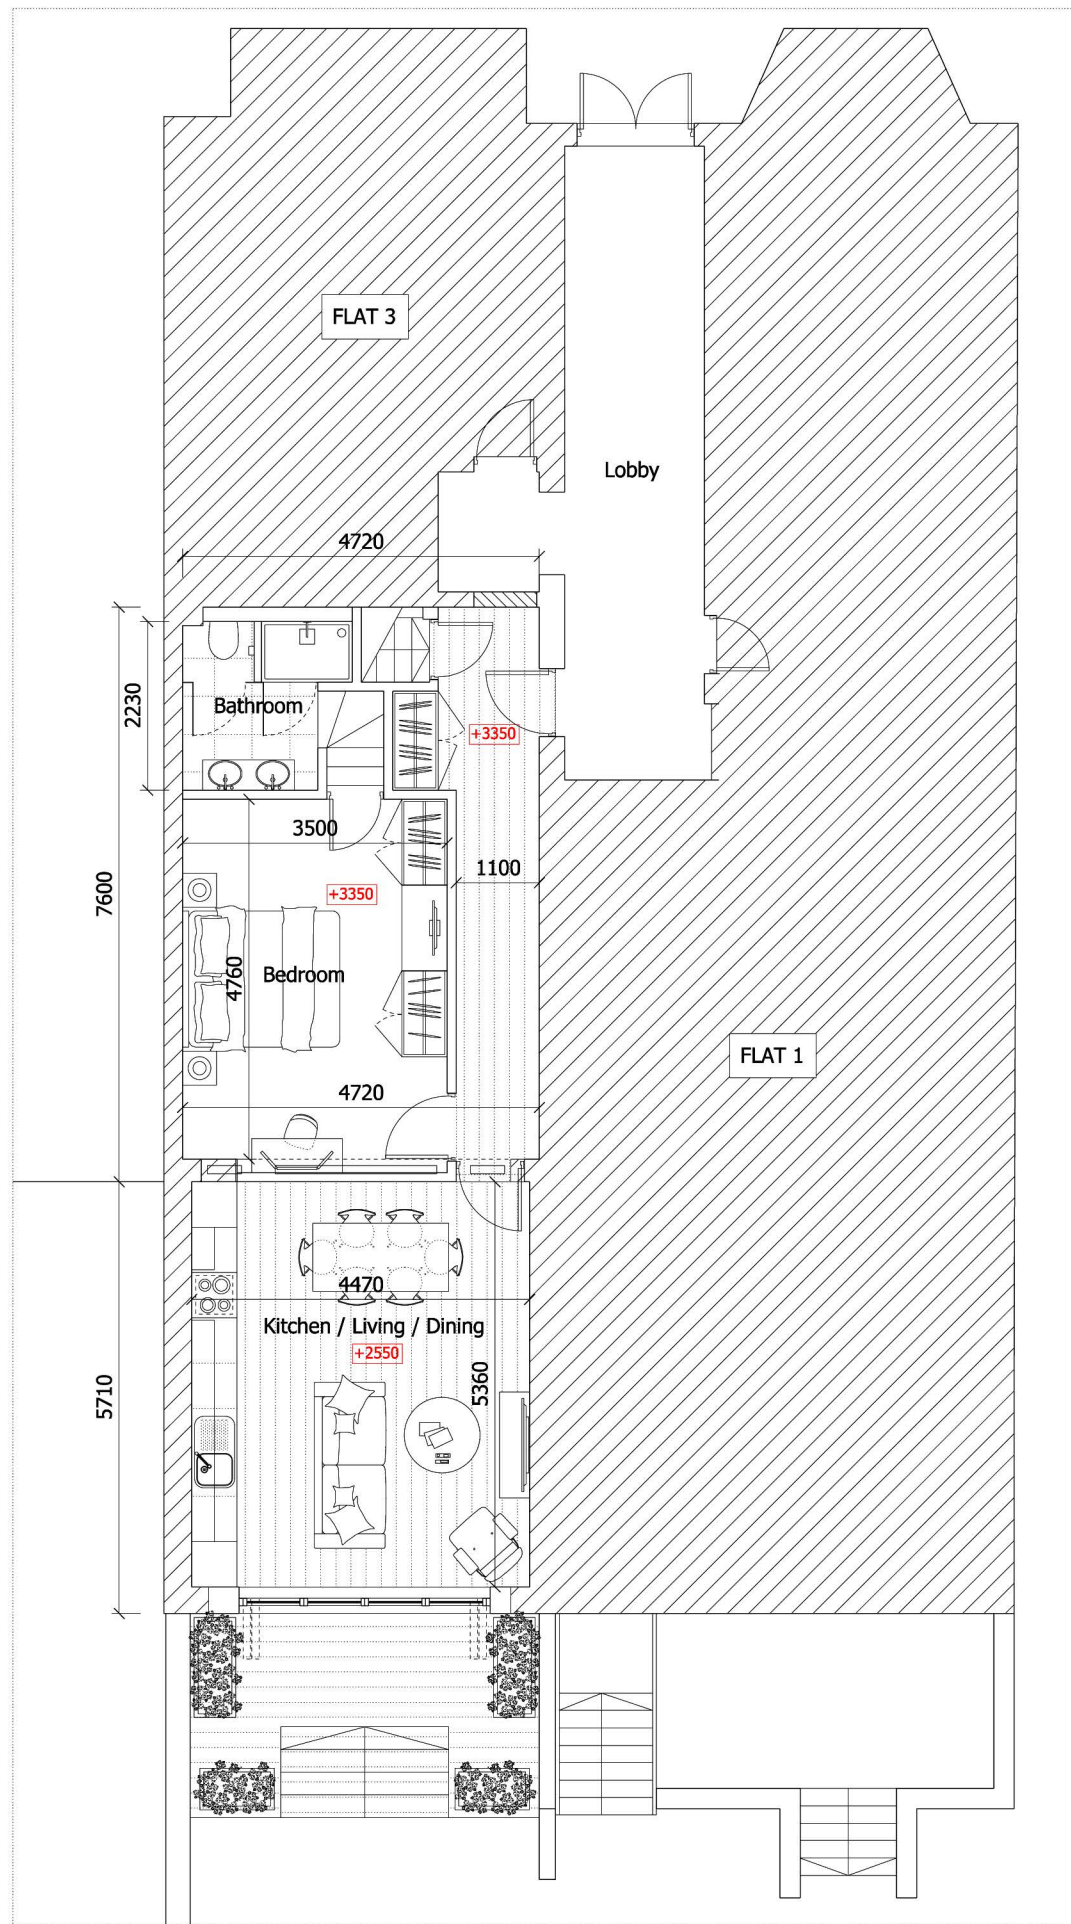 FLAT 3
Lobby
4720
2230
Bathroom
+3350
3500
1100
7600
+3350
4760
Bedroom
FLAT 1
4720
4470
Kitchen / Living / Dining
+2550
5360
5710